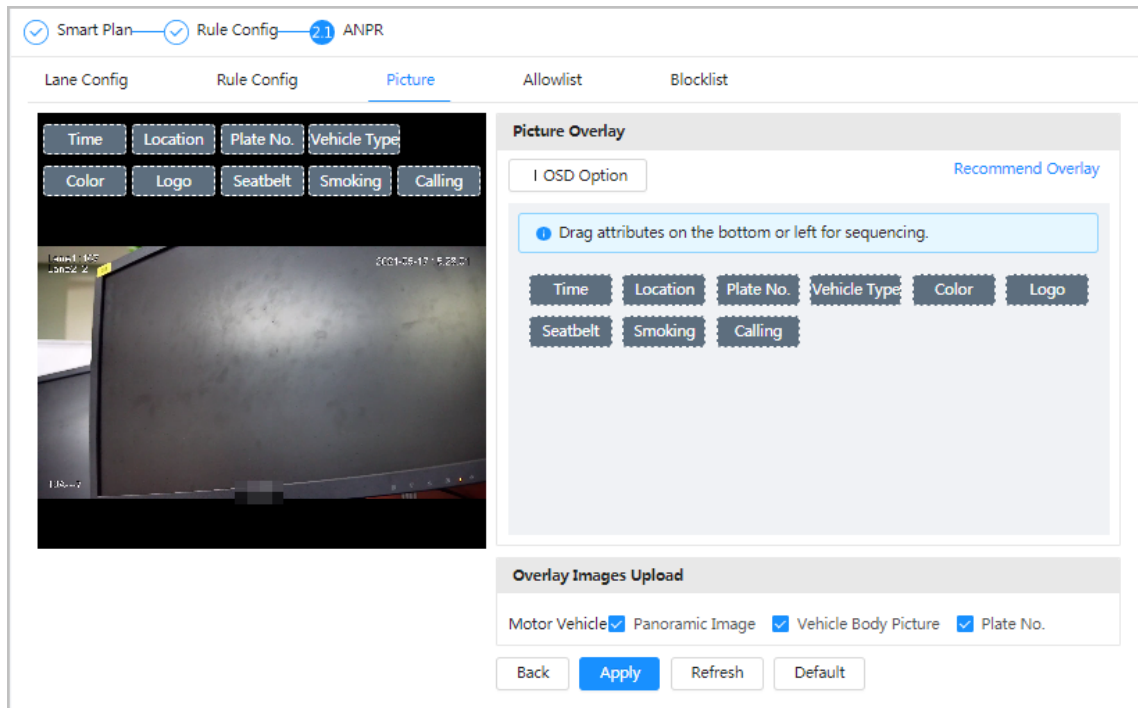 Smart Plan Rule Config 2.1 ANPR
Lane Config Rule Config Picture Allowlist Blocklist
Time Location Plate No. Vehicle Type
Color Logo Seatbelt Smoking Calling
Picture Overlay
OSD Option Recommend Overlay
Drag attributes on the bottom or left for sequencing.
Time Location Plate No. Vehicle Type Color Logo
Seatbelt Smoking Calling
Overlay Images Upload
Motor Vehicle Panoramic Image Vehicle Body Picture Plate No.
Back Apply Refresh Default